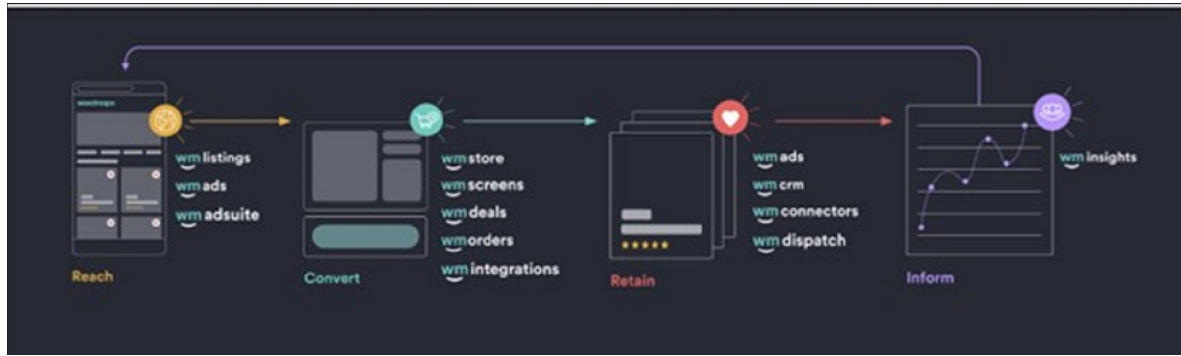 weedmaps
wm listings
wm ads
wm adsuite
Reach
wm store
wm screens
wm deals
wm orders
wm integrations
Convert
wm ads
wm crm
wm connectors
wm dispatch
Retain
wm insights
Inform